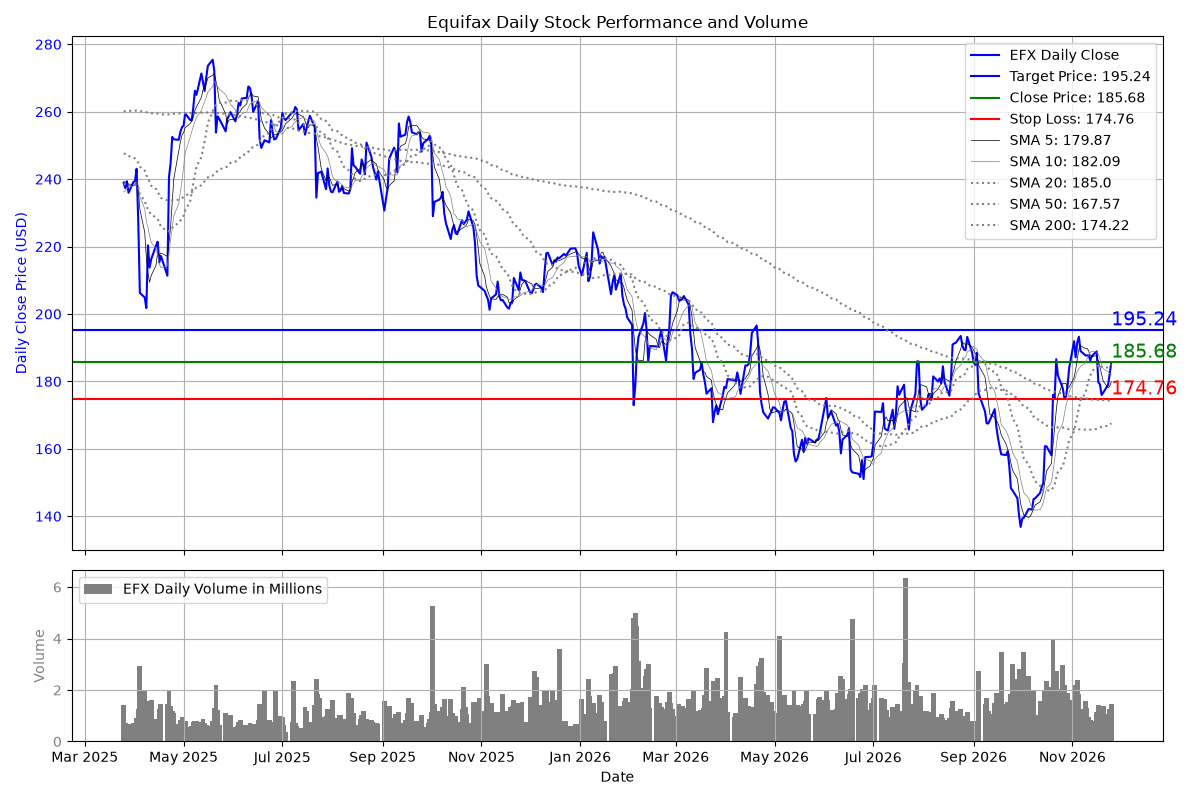 Equifax Daily Stock Performance and Volume
280
260
240
220
200
180
160
140
Daily Close Price (USD)
EFX Daily Close
Target Price: 195.24
Close Price: 185.68
Stop Loss: 174.76
SMA 5: 179.87
SMA 10: 182.09
SMA 20: 185.0
SMA 50: 167.57
SMA 200: 174.22
195.24
185.68
174.76
EFX Daily Volume in Millions
6
4
2
0
Volume
Mar 2025 May 2025 Jul 2025 Sep 2025 Nov 2025 Jan 2026 Mar 2026 May 2026 Jul 2026 Sep 2026 Nov 2026
Date